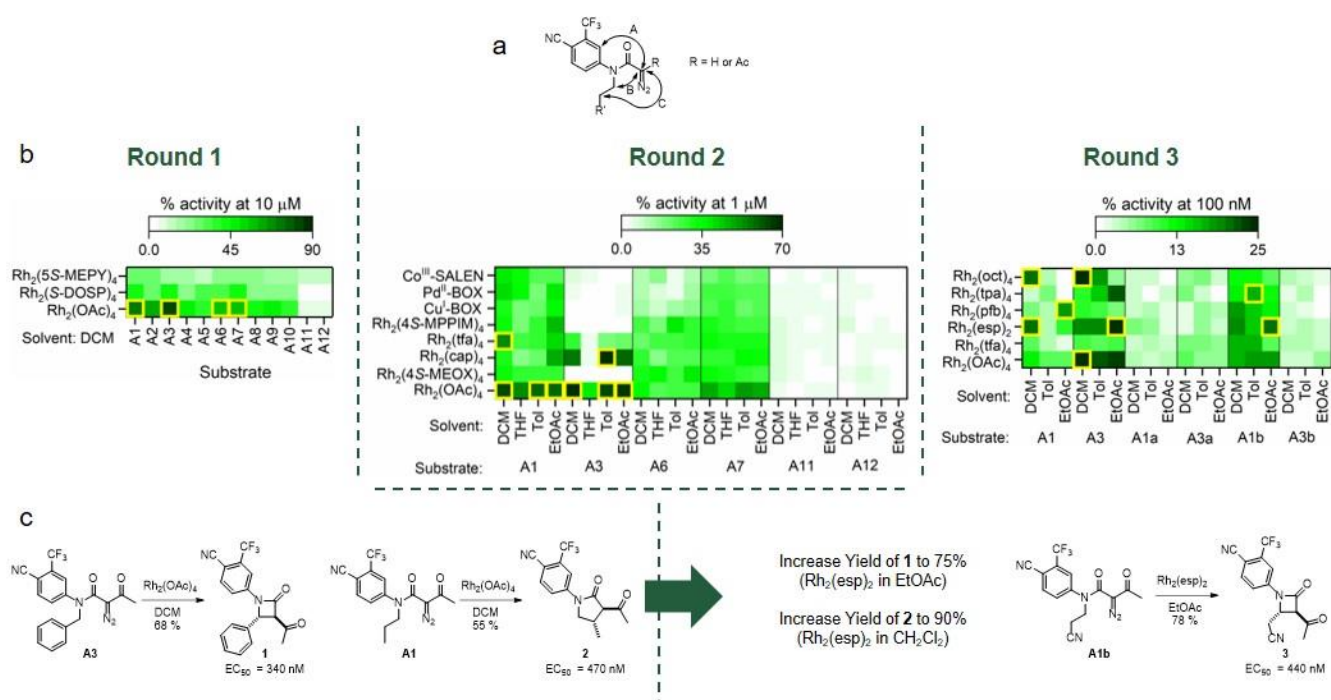 a
CF3
NC
A
O
R
N
N2
B
C
R'
R = H or Ac
b
Round 1
% activity at 10 μM
0.0 45 90
Rh2(5S-MEPY)4
Rh2(S-DOSP)4
Rh2(OAc)4
Solvent: DCM
A1 A2 A3 A4 A5 A6 A7 A8 A9 A10 A11 A12
Substrate
Round 2
% activity at 1 μM
0.0 35 70
CoIII-SALEN
PdII-BOX
CuI-BOX
Rh2(4S-MPPIM)4
Rh2(tfa)4
Rh2(cap)4
Rh2(4S-MEOX)4
Rh2(OAc)4
Solvent: DCM THF Tol EtOAc DCM THF Tol EtOAc DCM THF Tol EtOAc DCM THF Tol EtOAc DCM THF Tol EtOAc DCM THF Tol EtOAc
Substrate: A1 A3 A6 A7 A11 A12
Round 3
% activity at 100 nM
0.0 13 25
Rh2(oct)4
Rh2(tpa)4
Rh2(pfb)4
Rh2(esp)2
Rh2(tfa)4
Rh2(OAc)4
Solvent: DCM Tol EtOAc DCM Tol EtOAc DCM Tol EtOAc DCM Tol EtOAc DCM Tol EtOAc DCM Tol EtOAc
Substrate: A1 A3 A1a A3a A1b A3b
c
CF3
NC
O O
N
N2
A3
Rh2(OAc)4
DCM
68 %
CF3
NC
N
O
O
1
EC50 = 340 nM
CF3
NC
O O
N
N2
A1
Rh2(OAc)4
DCM
55 %
CF3
NC
O
N
O
2
EC50 = 470 nM
Increase Yield of 1 to 75%
(Rh2(esp)2 in EtOAc)
Increase Yield of 2 to 90%
(Rh2(esp)2 in CH2Cl2)
CF3
NC
O O
N
N2
CN
A1b
Rh2(esp)2
EtOAc
78 %
CF3
NC
N
O
O
NC
3
EC50 = 440 nM